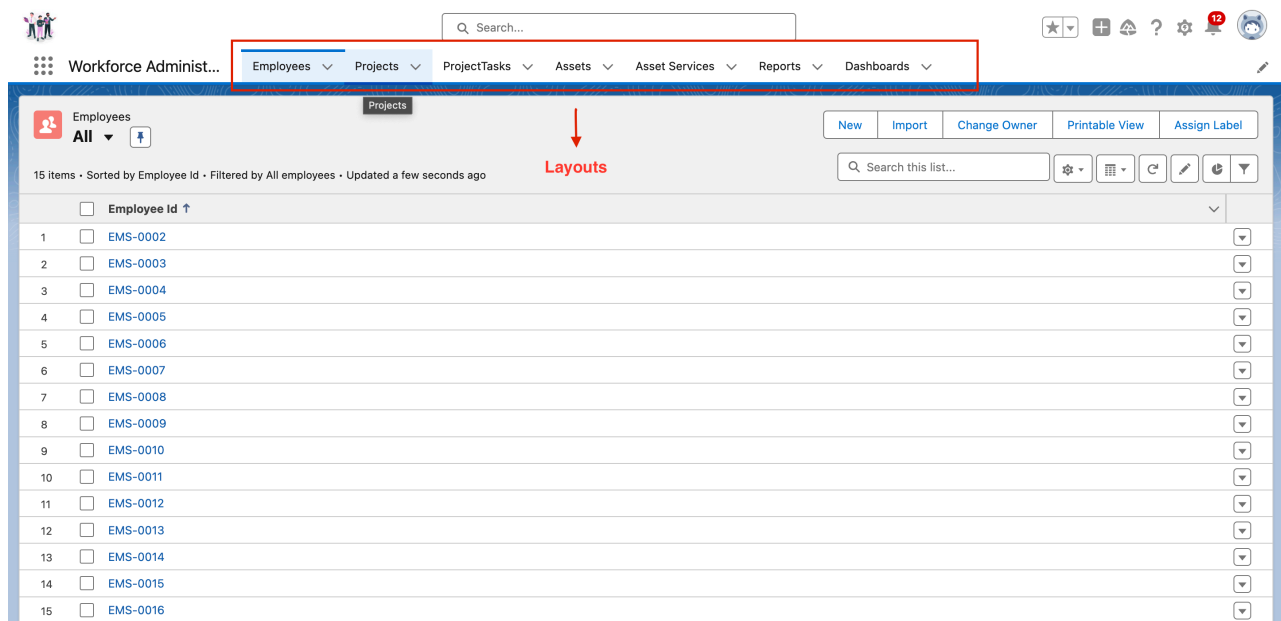 Search...
12
Workforce Administ...
Employees Projects ProjectTasks Assets Asset Services Reports Dashboards
Projects
Employees
All
New Import Change Owner Printable View Assign Label
Layouts
15 items • Sorted by Employee Id • Filtered by All employees • Updated a few seconds ago
Search this list...
Employee Id ↑
1 EMS-0002
2 EMS-0003
3 EMS-0004
4 EMS-0005
5 EMS-0006
6 EMS-0007
7 EMS-0008
8 EMS-0009
9 EMS-0010
10 EMS-0011
11 EMS-0012
12 EMS-0013
13 EMS-0014
14 EMS-0015
15 EMS-0016